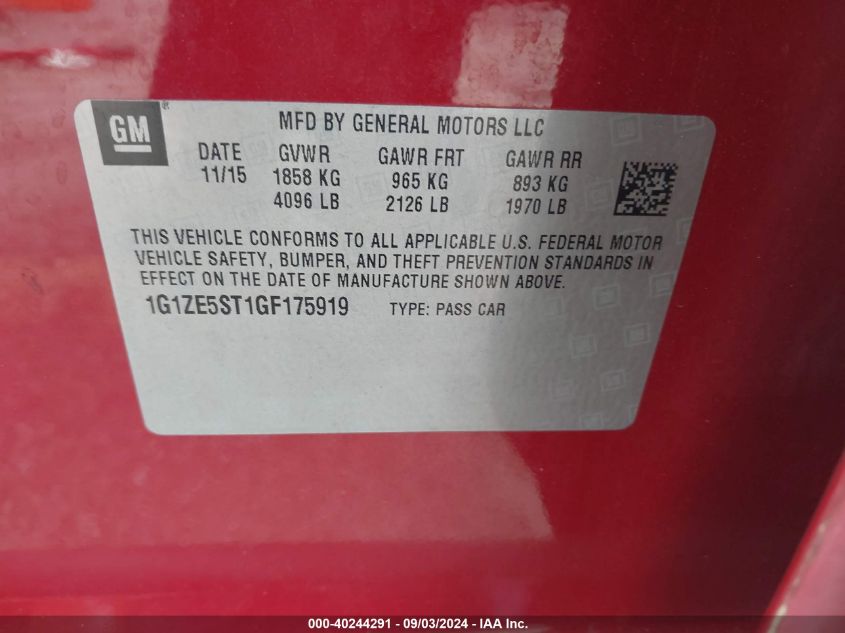 GM®
MFD BY GENERAL MOTORS LLC
DATE GVWR GAWR FRT GAWR RR
11/15 1858 KG 965 KG 893 KG
4096 LB 2126 LB 1970 LB
THIS VEHICLE CONFORMS TO ALL APPLICABLE U.S. FEDERAL MOTOR
VEHICLE SAFETY, BUMPER, AND THEFT PREVENTION STANDARDS IN
EFFECT ON THE DATE OF MANUFACTURE SHOWN ABOVE.
1G1ZE5ST1GF175919 TYPE: PASS CAR
000-40244291 - 09/03/2024 - IAA Inc.